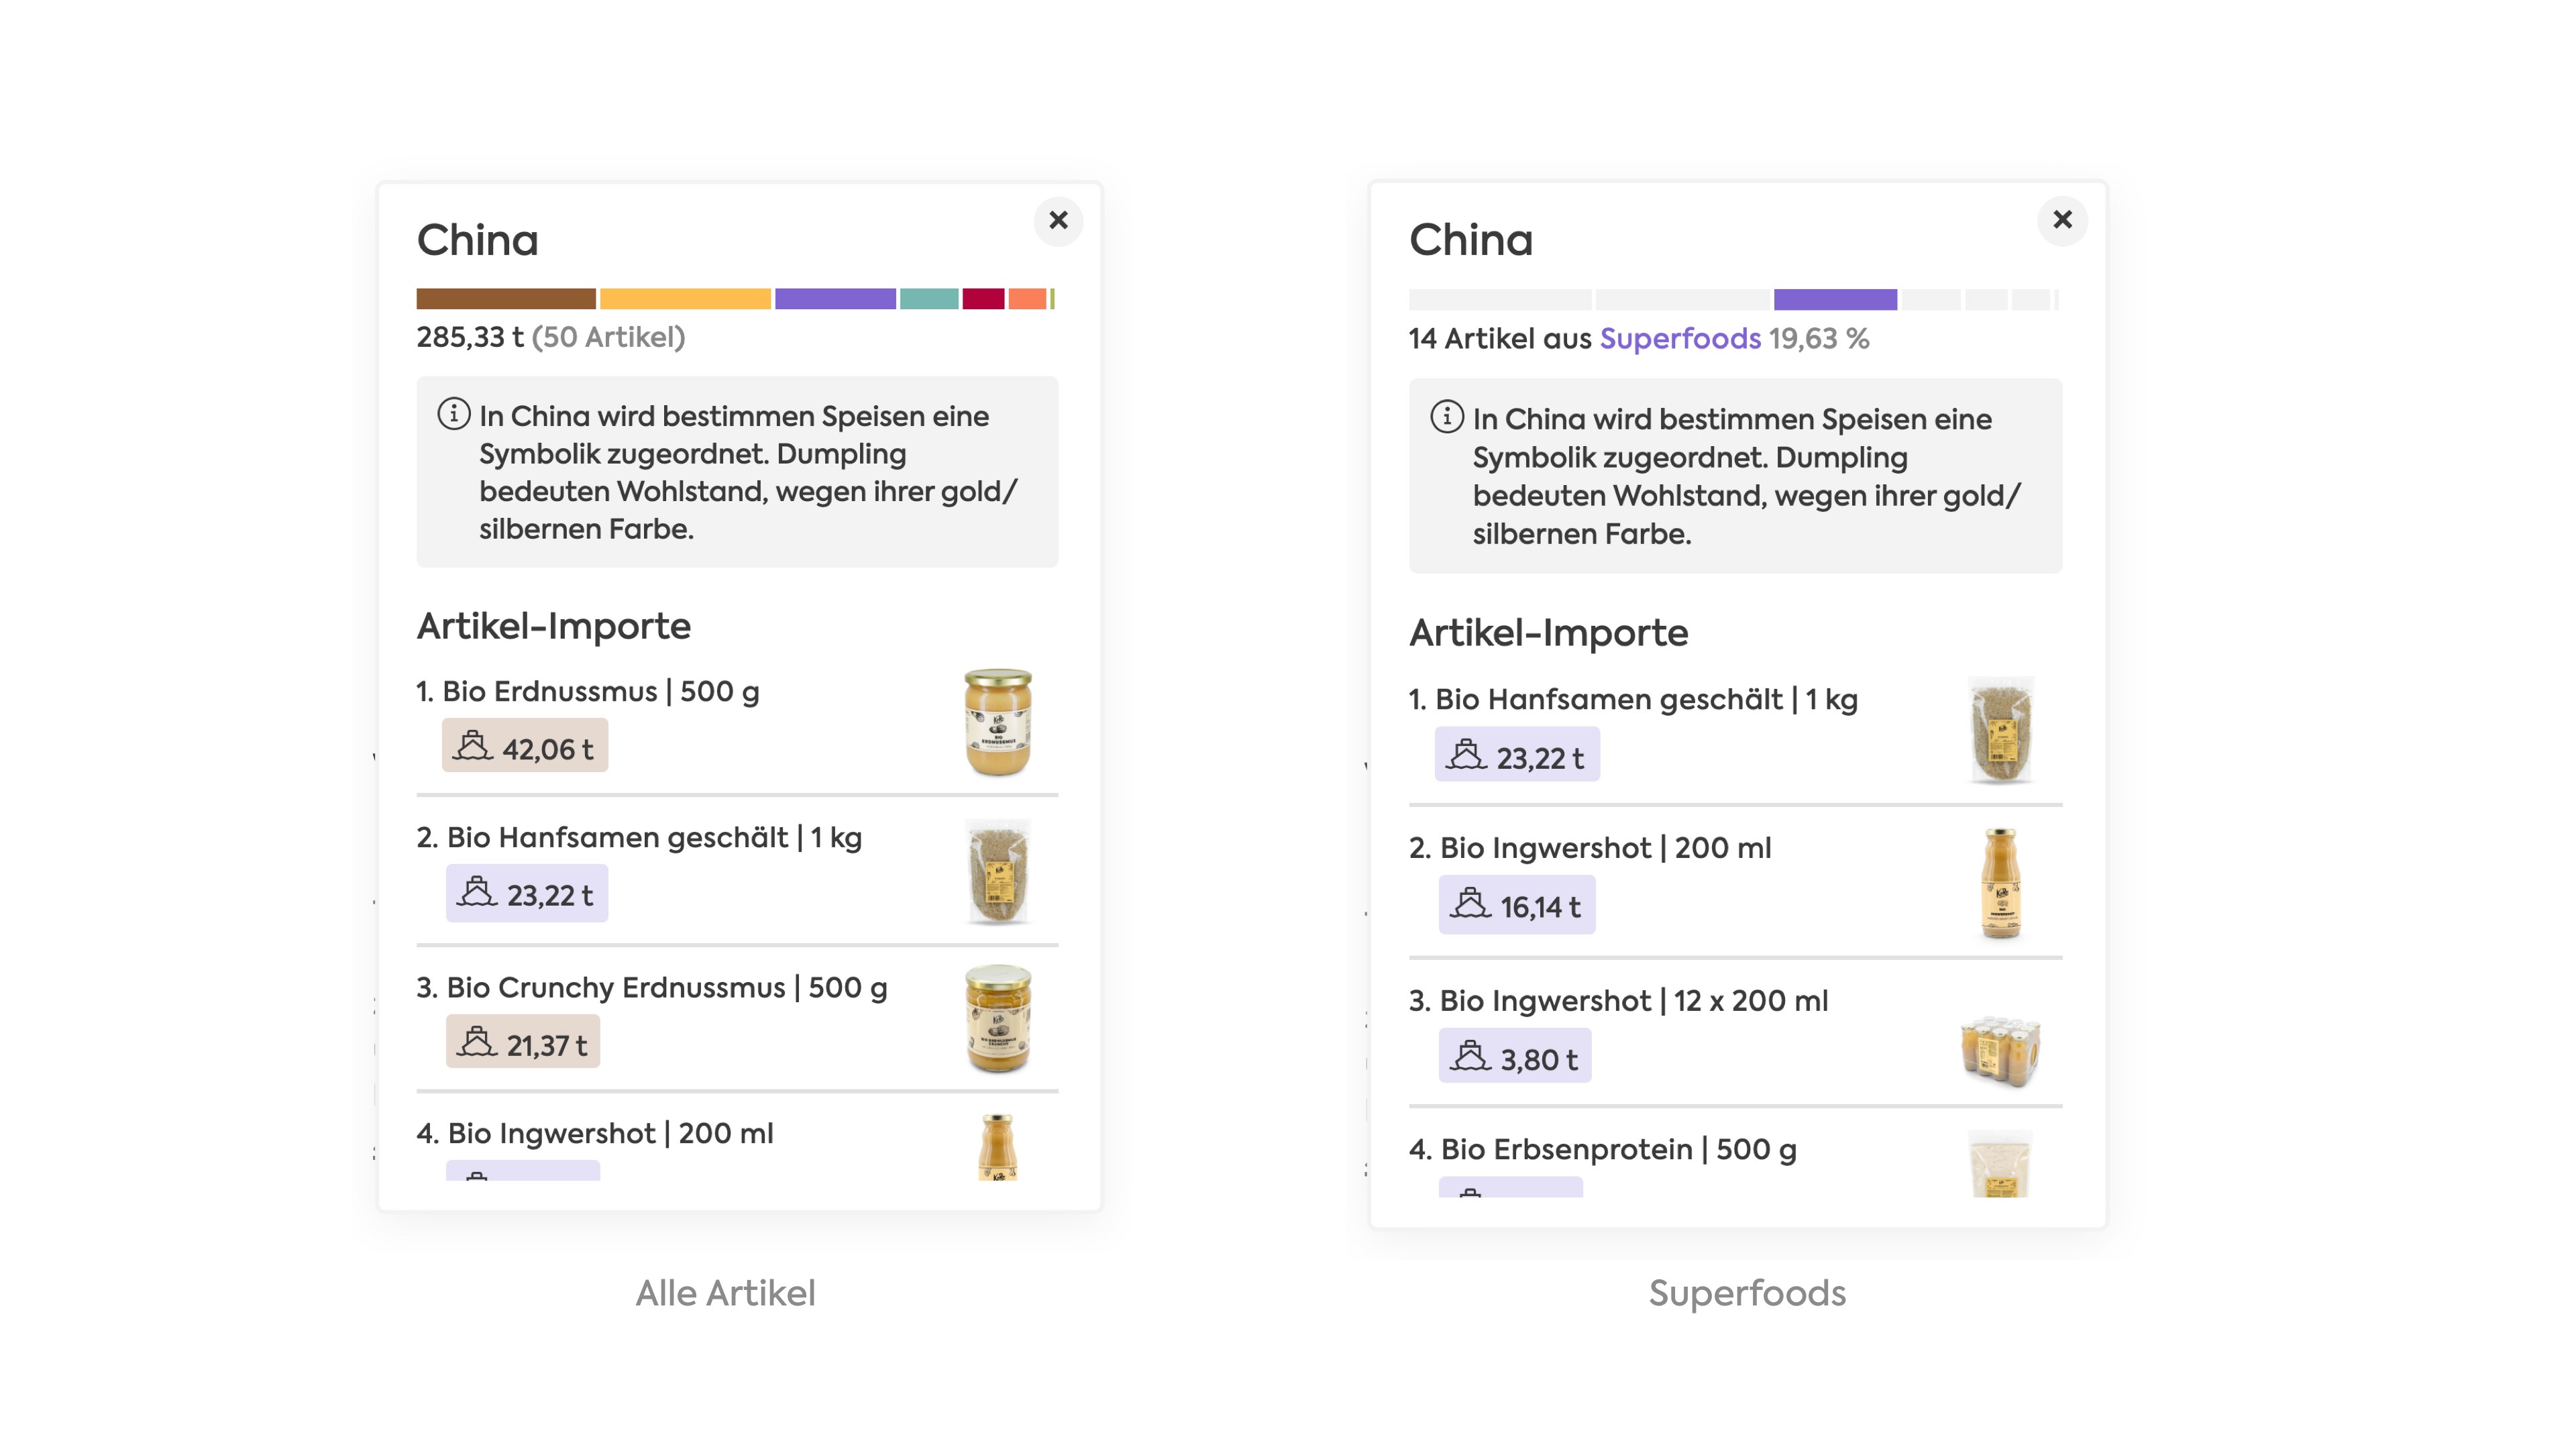 China
285,33 t (50 Artikel)
In China wird bestimmen Speisen eine
Symbolik zugeordnet. Dumpling
bedeuten Wohlstand, wegen ihrer gold/
silbernen Farbe.
Artikel-Importe
1. Bio Erdnussmus | 500 g
42,06 t
2. Bio Hanfsamen geschält | 1 kg
23,22 t
3. Bio Crunchy Erdnussmus | 500 g
21,37 t
4. Bio Ingwershot | 200 ml
Alle Artikel
China
14 Artikel aus Superfoods 19,63 %
In China wird bestimmen Speisen eine
Symbolik zugeordnet. Dumpling
bedeuten Wohlstand, wegen ihrer gold/
silbernen Farbe.
Artikel-Importe
1. Bio Hanfsamen geschält | 1 kg
23,22 t
2. Bio Ingwershot | 200 ml
16,14 t
3. Bio Ingwershot | 12 x 200 ml
3,80 t
4. Bio Erbsenprotein | 500 g
Superfoods